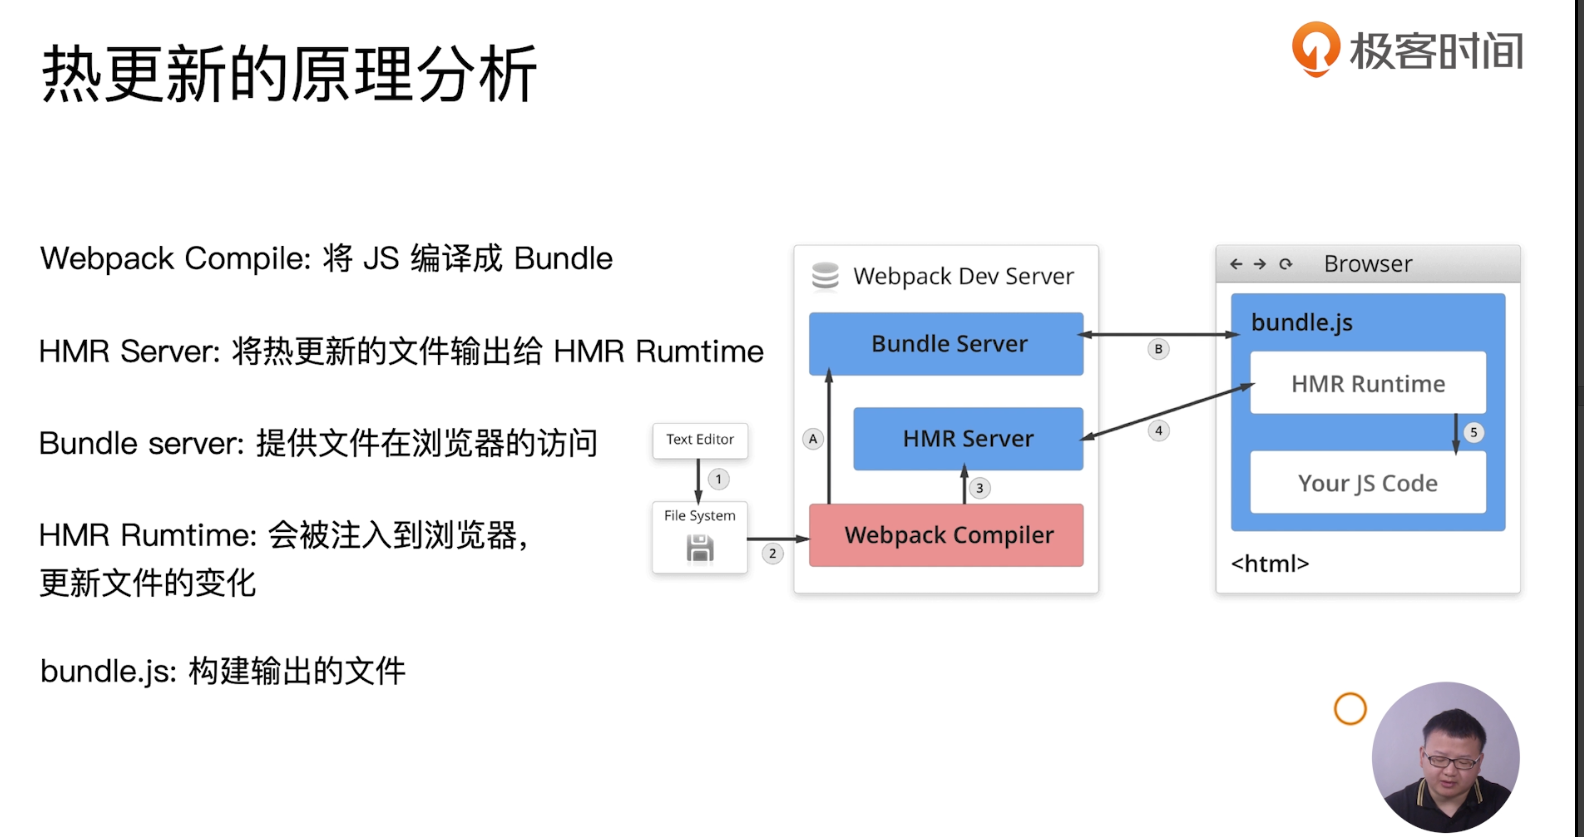 热更新的原理分析
极客时间
Webpack Compile: 将 JS 编译成 Bundle
HMR Server: 将热更新的文件输出给 HMR Rumtime
Bundle server: 提供文件在浏览器的访问
HMR Rumtime: 会被注入到浏览器，
更新文件的变化
bundle.js: 构建输出的文件
Text Editor
1
File System
2
Webpack Dev Server
Bundle Server
A
HMR Server
3
Webpack Compiler
B
4
Browser
bundle.js
HMR Runtime
5
Your JS Code
<html>